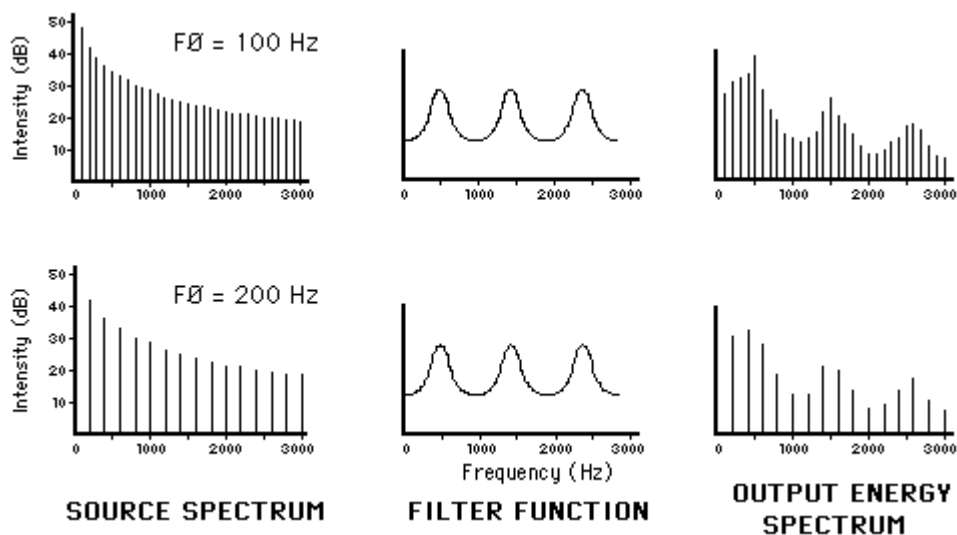 50
40
30
20
10
Intensity (dB)
FØ = 100 Hz
0 1000 2000 3000
0 1000 2000 3000
0 1000 2000 3000
50
40
30
20
10
Intensity (dB)
FØ = 200 Hz
0 1000 2000 3000
0 1000 2000 3000
0 1000 2000 3000
Frequency (Hz)
SOURCE SPECTRUM
FILTER FUNCTION
OUTPUT ENERGY
SPECTRUM